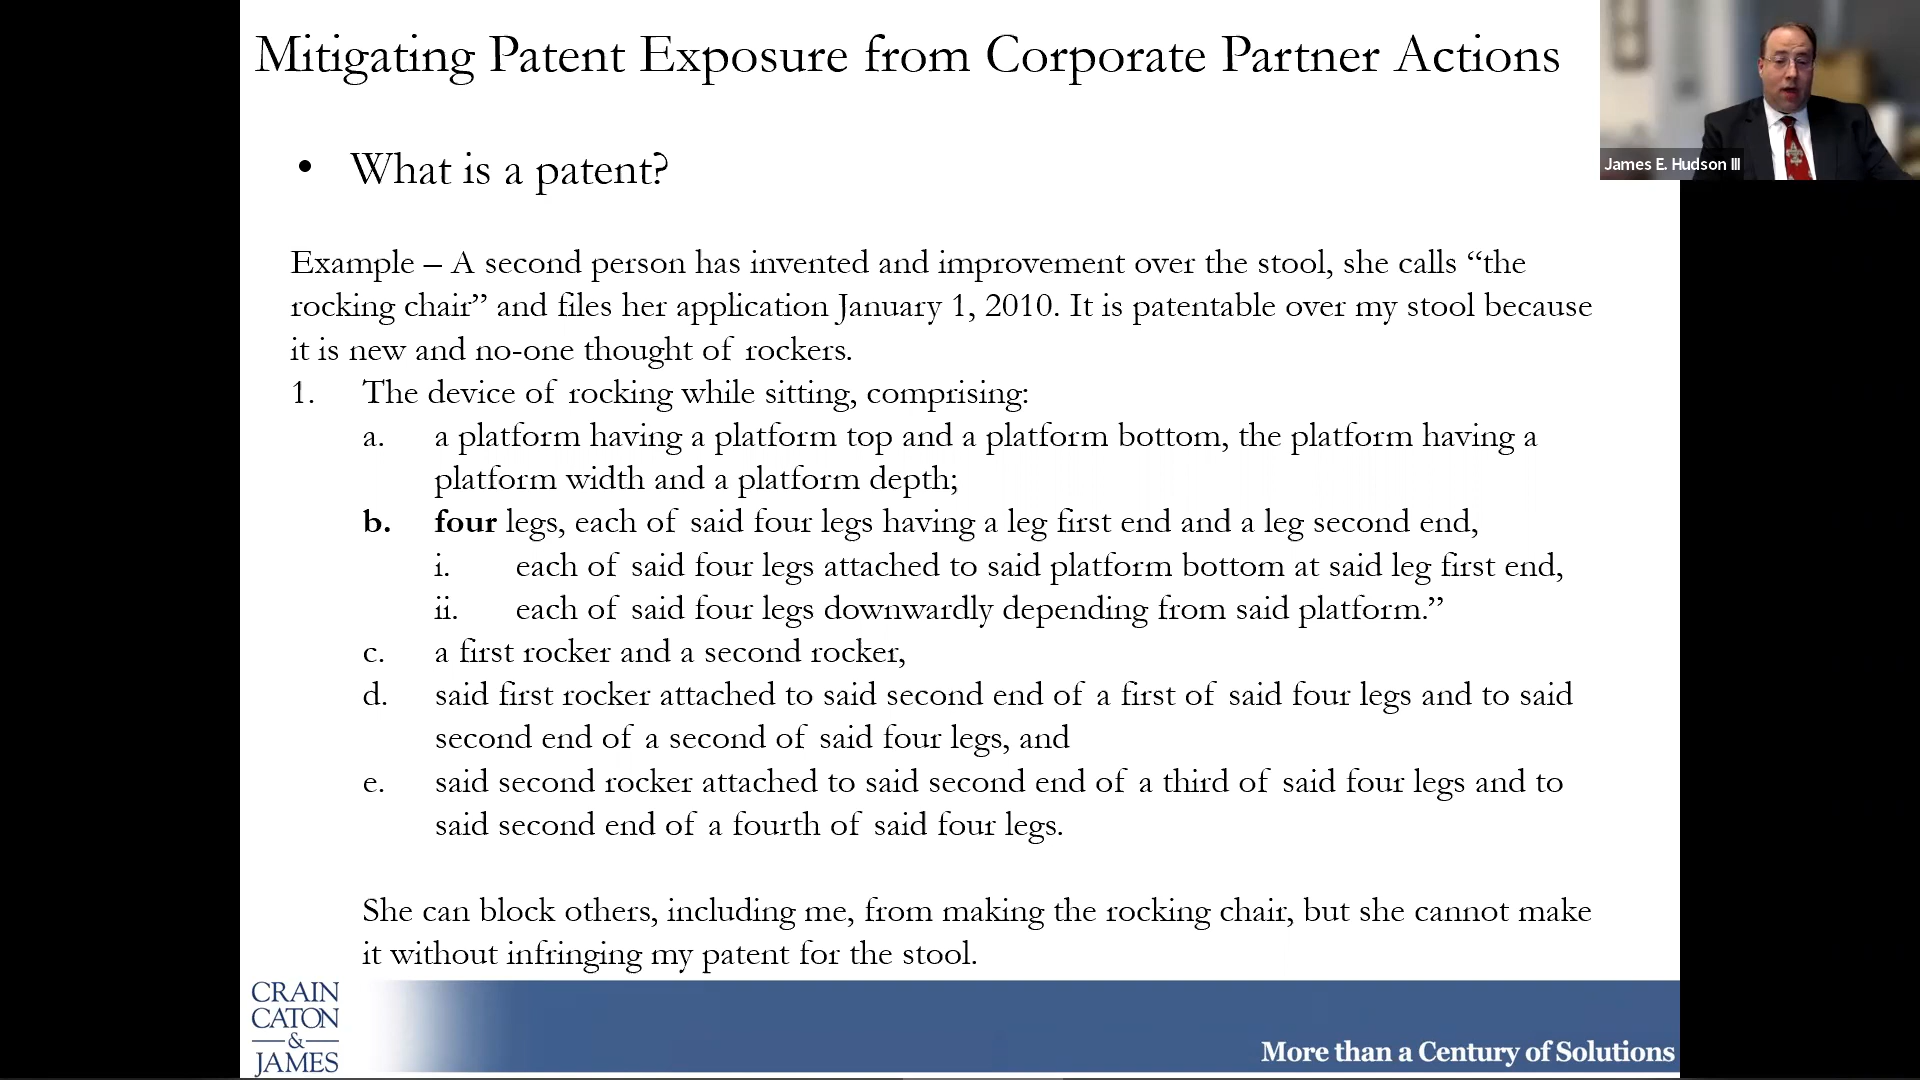 Mitigating Patent Exposure from Corporate Partner Actions
James E. Hudson III
• What is a patent?
Example – A second person has invented and improvement over the stool, she calls “the
rocking chair” and files her application January 1, 2010. It is patentable over my stool because
it is new and no-one thought of rockers.
1. The device of rocking while sitting, comprising:
a. a platform having a platform top and a platform bottom, the platform having a
platform width and a platform depth;
b. four legs, each of said four legs having a leg first end and a leg second end,
i. each of said four legs attached to said platform bottom at said leg first end,
ii. each of said four legs downwardly depending from said platform.”
c. a first rocker and a second rocker,
d. said first rocker attached to said second end of a first of said four legs and to said
second end of a second of said four legs, and
e. said second rocker attached to said second end of a third of said four legs and to
said second end of a fourth of said four legs.
She can block others, including me, from making the rocking chair, but she cannot make
it without infringing my patent for the stool.
CRAIN
CATON
&
JAMES
More than a Century of Solutions